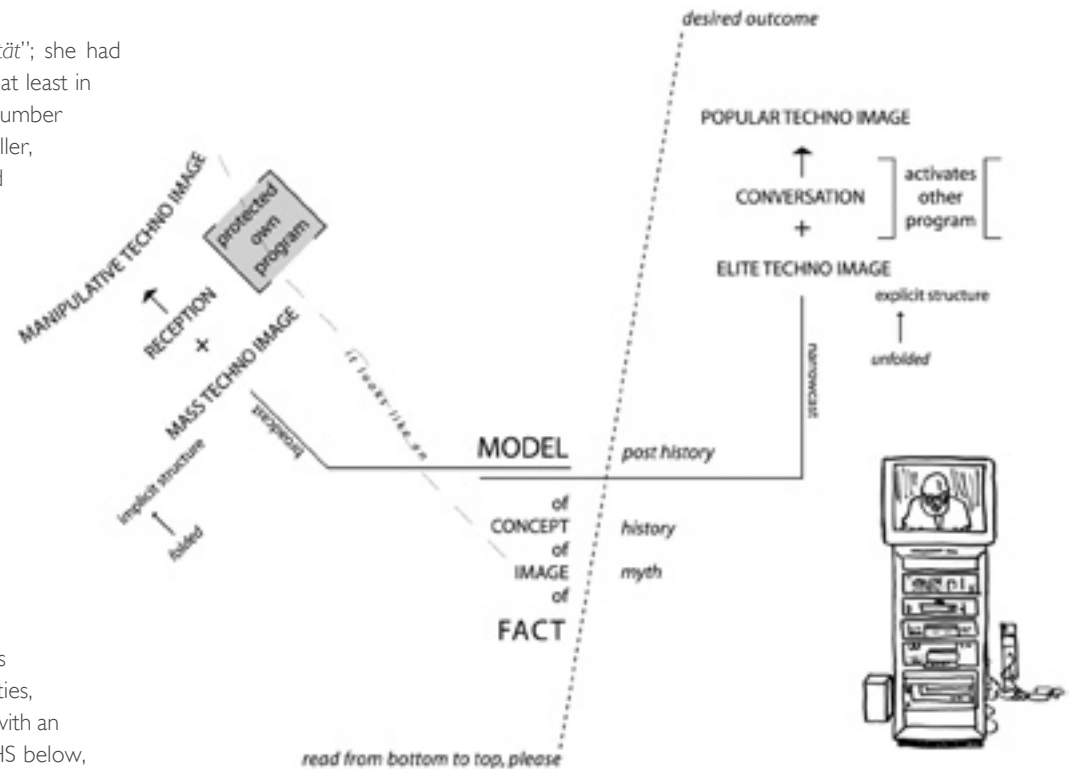 tät”; she had
at least in
umber
ller,
d
s
ties,
with an
HS below,
desired outcome
POPULAR TECHNO IMAGE
CONVERSATION
+
ELITE TECHNO IMAGE
activates
other
program
explicit structure
unfolded
narrowcast
MANIPULATIVE TECHNO IMAGE
protected
own
program
RECEPTION
+
MASS TECHNO IMAGE
it looks like an
broadcast
implicit structure
folded
MODEL
post history
of
CONCEPT
history
of
IMAGE
myth
of
FACT
read from bottom to top, please